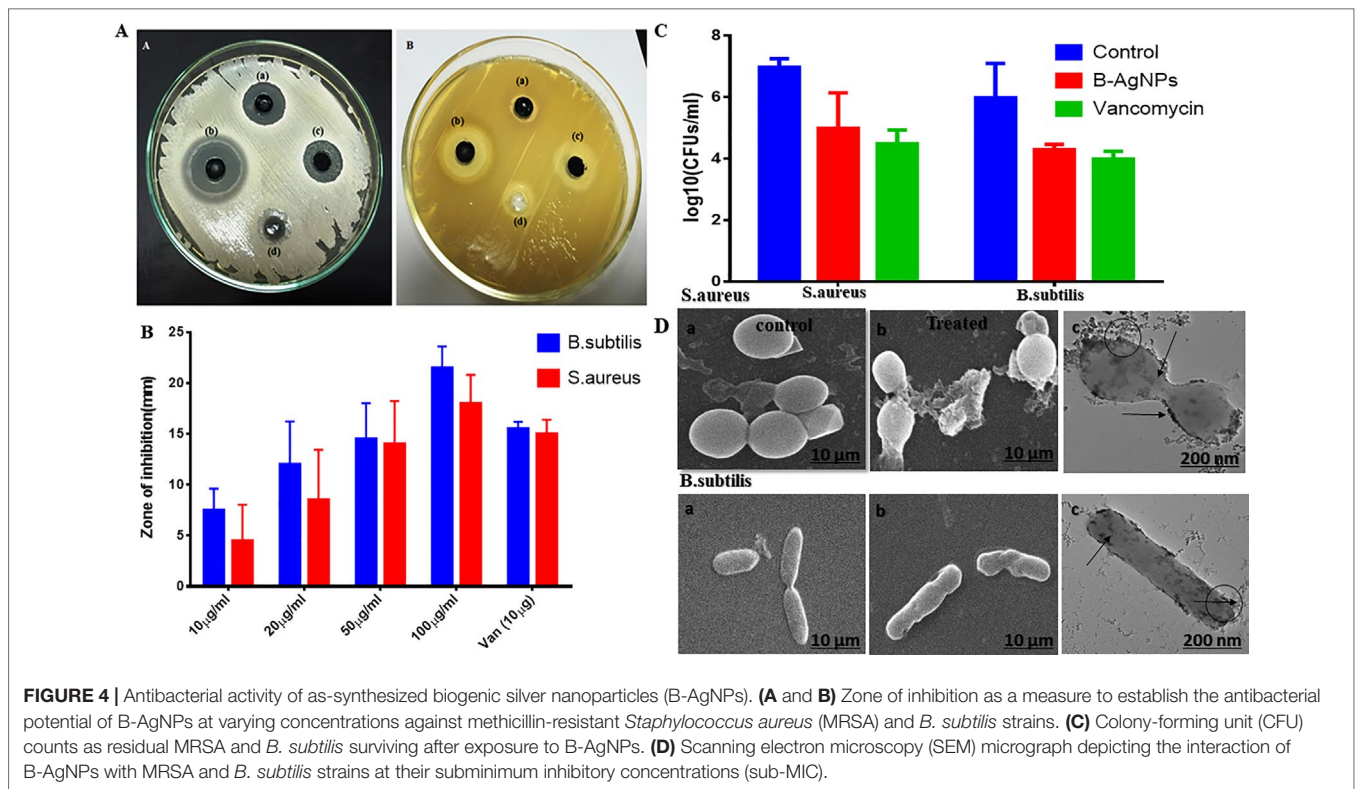 A
A
(a)
(b)
(c)
(d)
B
(a)
(b)
(c)
(d)
B
25
20
15
10
5
0
Zone of inhibition(mm)
B.subtilis
S.aureus
10µg/ml
20µg/ml
50µg/ml
100µg/ml
Van (10µg)
C
8
6
4
2
0
log10(CFUs/ml)
Control
B-AgNPs
Vancomycin
S.aureus
B.subtilis
S.aureus
D
a
control
10 µm
b
Treated
10 µm
c
200 nm
B.subtilis
a
10 µm
b
10 µm
c
200 nm
FIGURE 4 | Antibacterial activity of as-synthesized biogenic silver nanoparticles (B-AgNPs). (A and B) Zone of inhibition as a measure to establish the antibacterial
potential of B-AgNPs at varying concentrations against methicillin-resistant Staphylococcus aureus (MRSA) and B. subtilis strains. (C) Colony-forming unit (CFU)
counts as residual MRSA and B. subtilis surviving after exposure to B-AgNPs. (D) Scanning electron microscopy (SEM) micrograph depicting the interaction of
B-AgNPs with MRSA and B. subtilis strains at their subminimum inhibitory concentrations (sub-MIC).